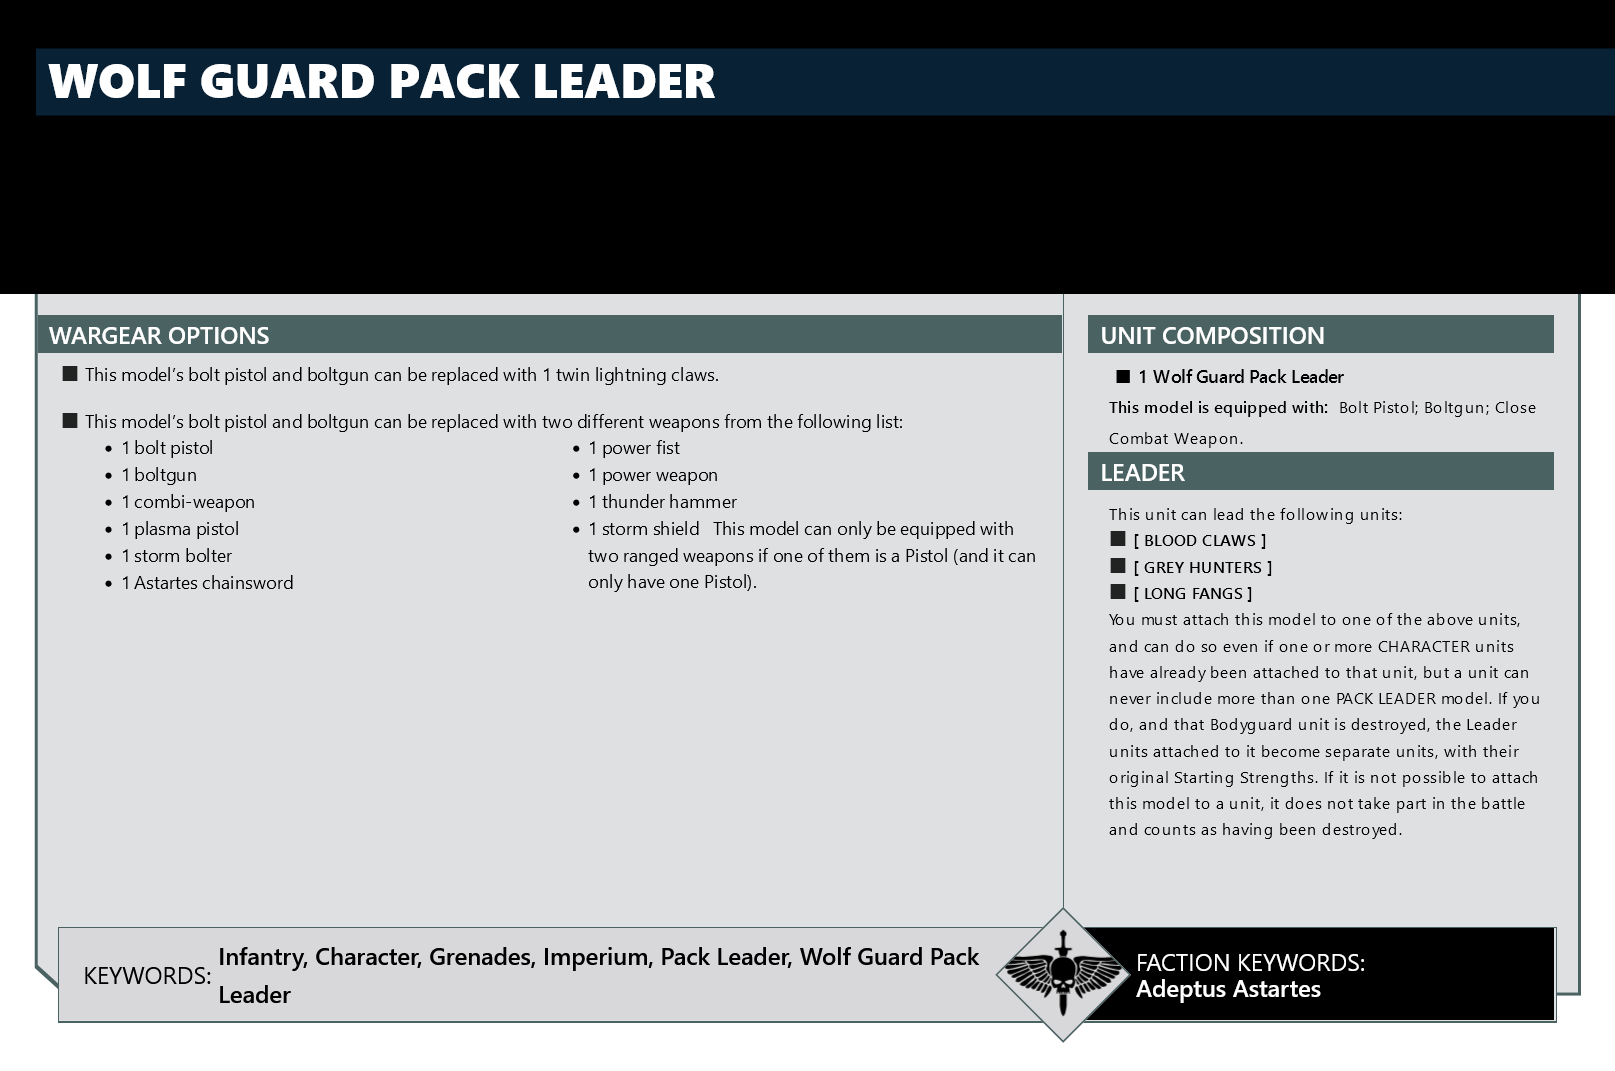 WOLF GUARD PACK LEADER
WARGEAR OPTIONS
This model’s bolt pistol and boltgun can be replaced with 1 twin lightning claws.
This model’s bolt pistol and boltgun can be replaced with two different weapons from the following list:
• 1 bolt pistol
• 1 boltgun
• 1 combi-weapon
• 1 plasma pistol
• 1 storm bolter
• 1 Astartes chainsword
• 1 power fist
• 1 power weapon
• 1 thunder hammer
• 1 storm shield This model can only be equipped with
two ranged weapons if one of them is a Pistol (and it can
only have one Pistol).
UNIT COMPOSITION
■ 1 Wolf Guard Pack Leader
This model is equipped with: Bolt Pistol; Boltgun; Close
Combat Weapon.
LEADER
This unit can lead the following units:
■ [ BLOOD CLAWS ]
■ [ GREY HUNTERS ]
■ [ LONG FANGS ]
You must attach this model to one of the above units,
and can do so even if one or more CHARACTER units
have already been attached to that unit, but a unit can
never include more than one PACK LEADER model. If you
do, and that Bodyguard unit is destroyed, the Leader
units attached to it become separate units, with their
original Starting Strengths. If it is not possible to attach
this model to a unit, it does not take part in the battle
and counts as having been destroyed.
KEYWORDS: Infantry, Character, Grenades, Imperium, Pack Leader, Wolf Guard Pack
Leader
FACTION KEYWORDS:
Adeptus Astartes